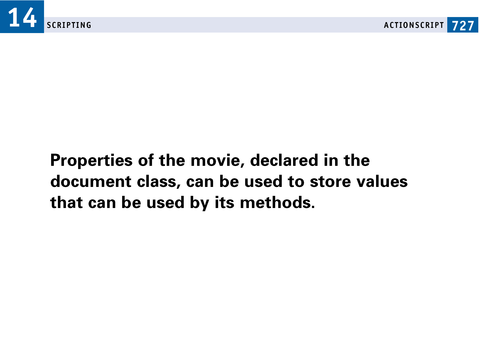 14
SCRIPTING
ACTIONSCRIPT 727
Properties of the movie, declared in the
document class, can be used to store values
that can be used by its methods.